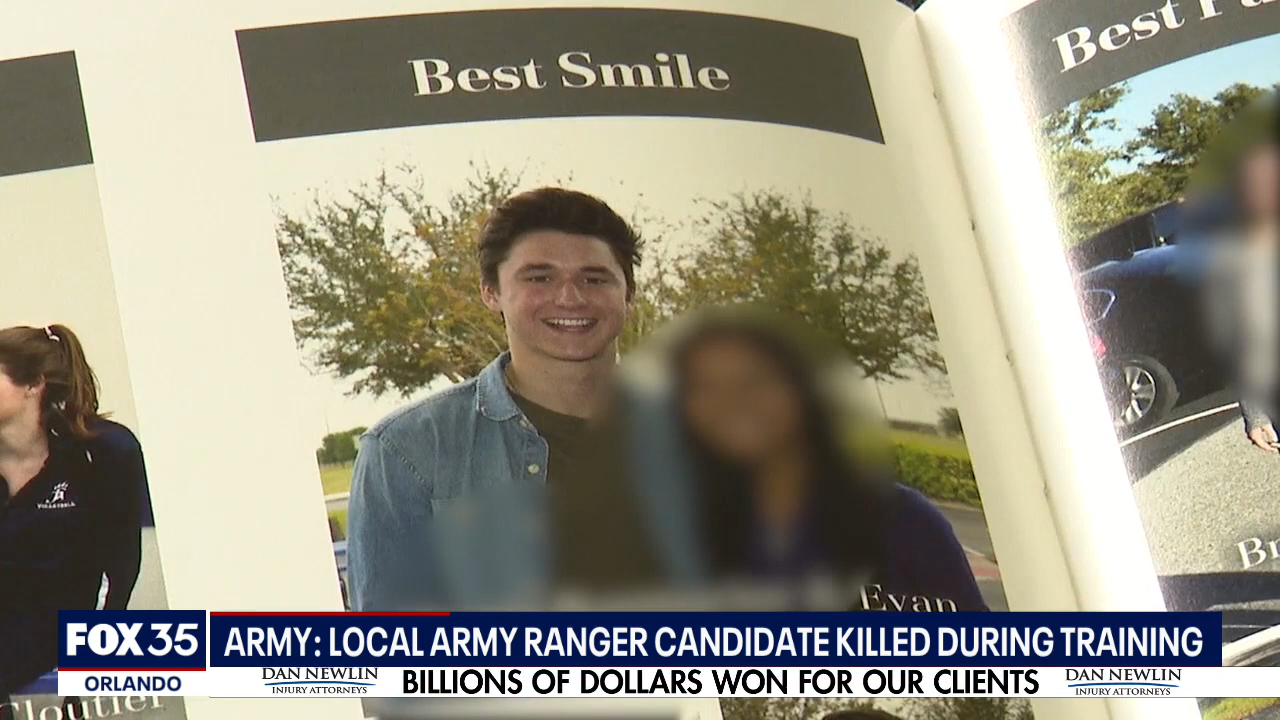 Best Smile
Evan
VOLLEYBALL
Cloutier
FOX 35
ORLANDO
ARMY: LOCAL ARMY RANGER CANDIDATE KILLED DURING TRAINING
DAN NEWLIN
INJURY ATTORNEYS
BILLIONS OF DOLLARS WON FOR OUR CLIENTS
DAN NEWLIN
INJURY ATTORNEYS
Best